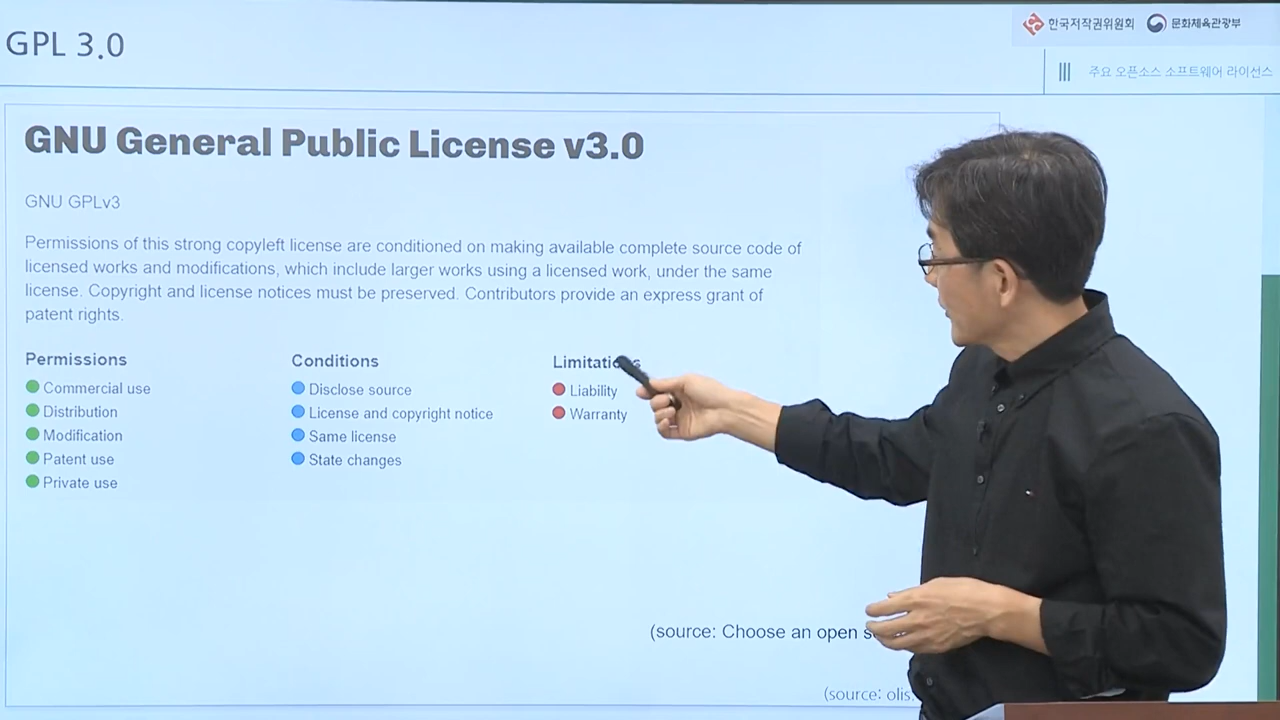 GPL 3.0
한국저작권위원회 문화체육관광부
주요 오픈소스 소프트웨어 라이선스
GNU General Public License v3.0
GNU GPLv3
Permissions of this strong copyleft license are conditioned on making available complete source code of
licensed works and modifications, which include larger works using a licensed work, under the same
license. Copyright and license notices must be preserved. Contributors provide an express grant of
patent rights.
Permissions Conditions Limitations
Commercial use Disclose source Liability
Distribution License and copyright notice Warranty
Modification Same license
Patent use State changes
Private use
(source: Choose an open
(source: olis.